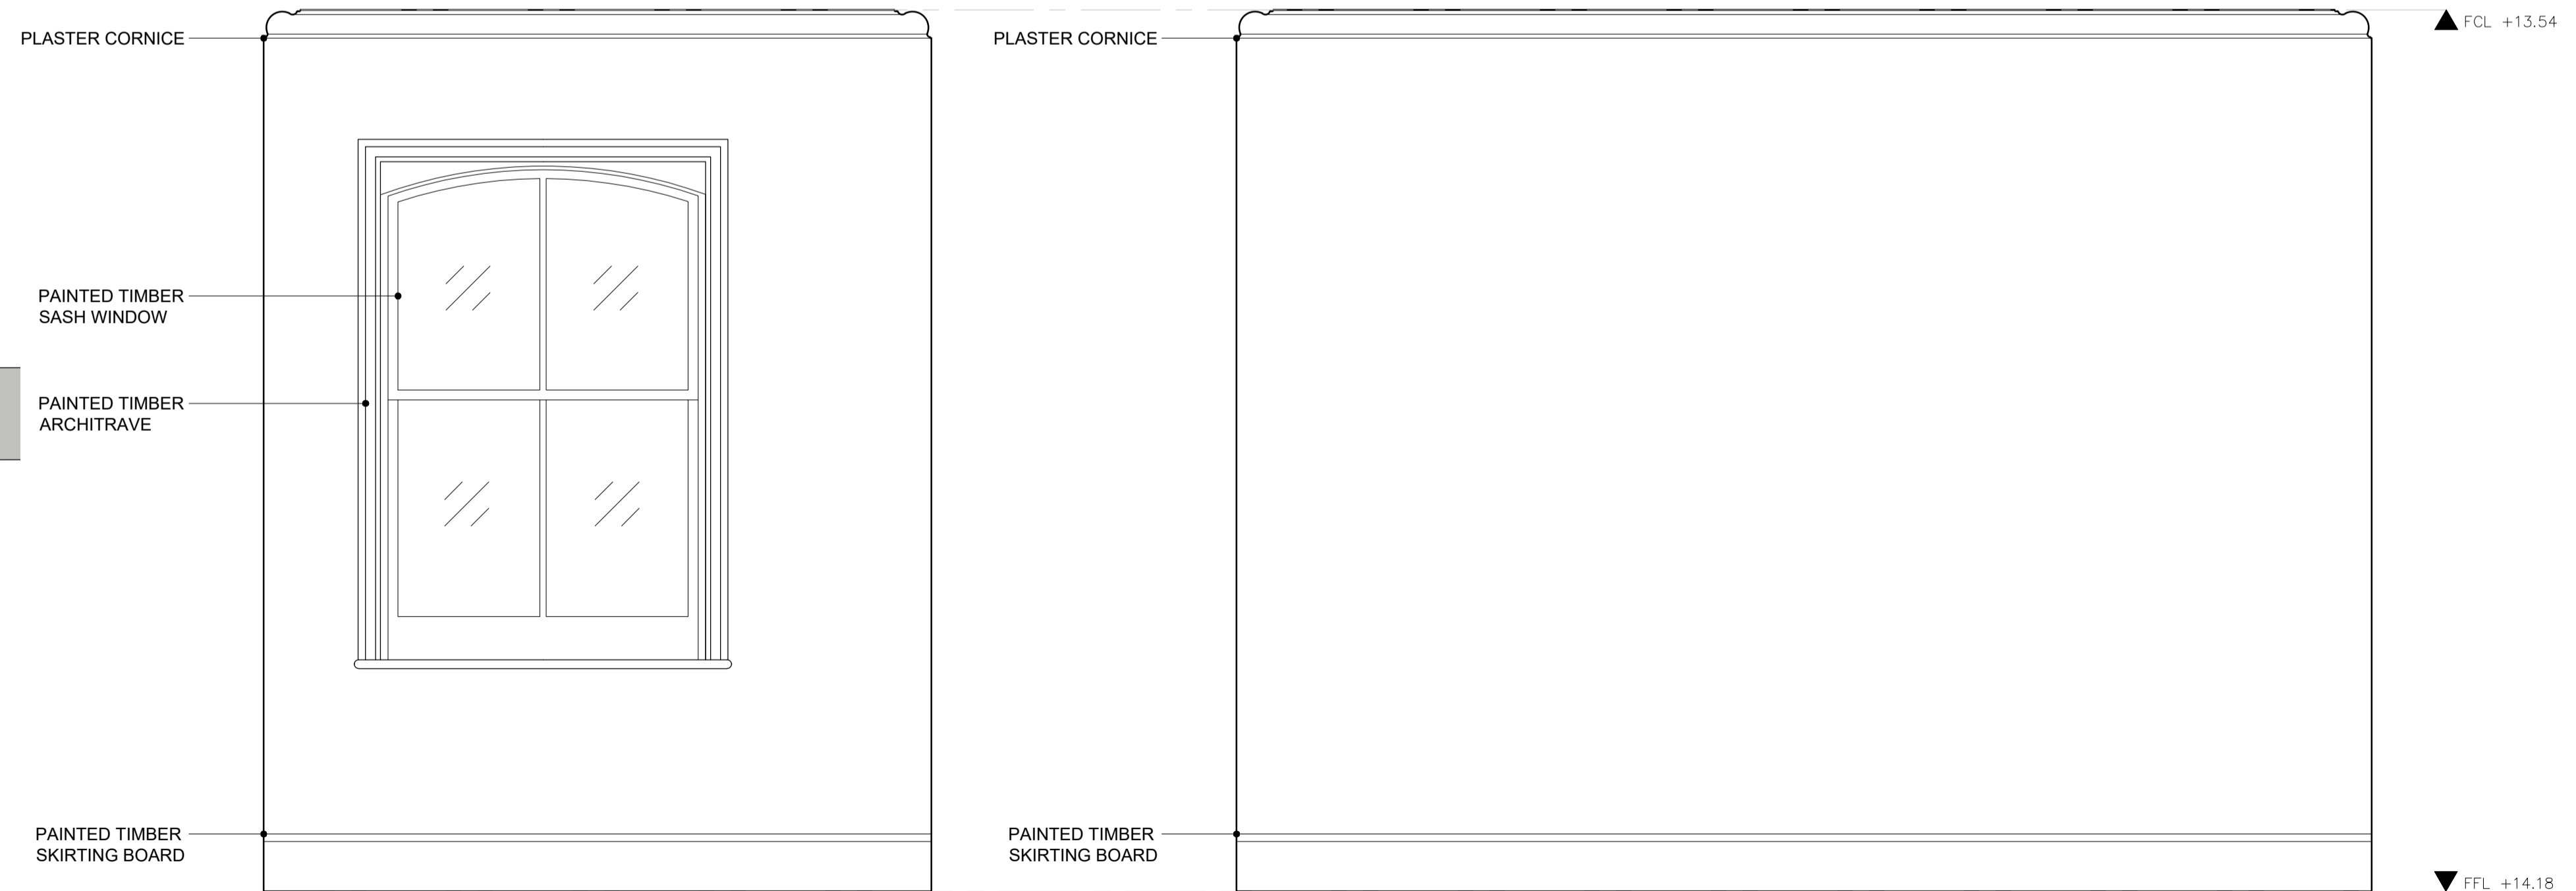 PLASTER CORNICE
PLASTER CORNICE
FCL +13.54
PAINTED TIMBER
SASH WINDOW
PAINTED TIMBER
ARCHITRAVE
PAINTED TIMBER
SKIRTING BOARD
PAINTED TIMBER
SKIRTING BOARD
FFL +14.18